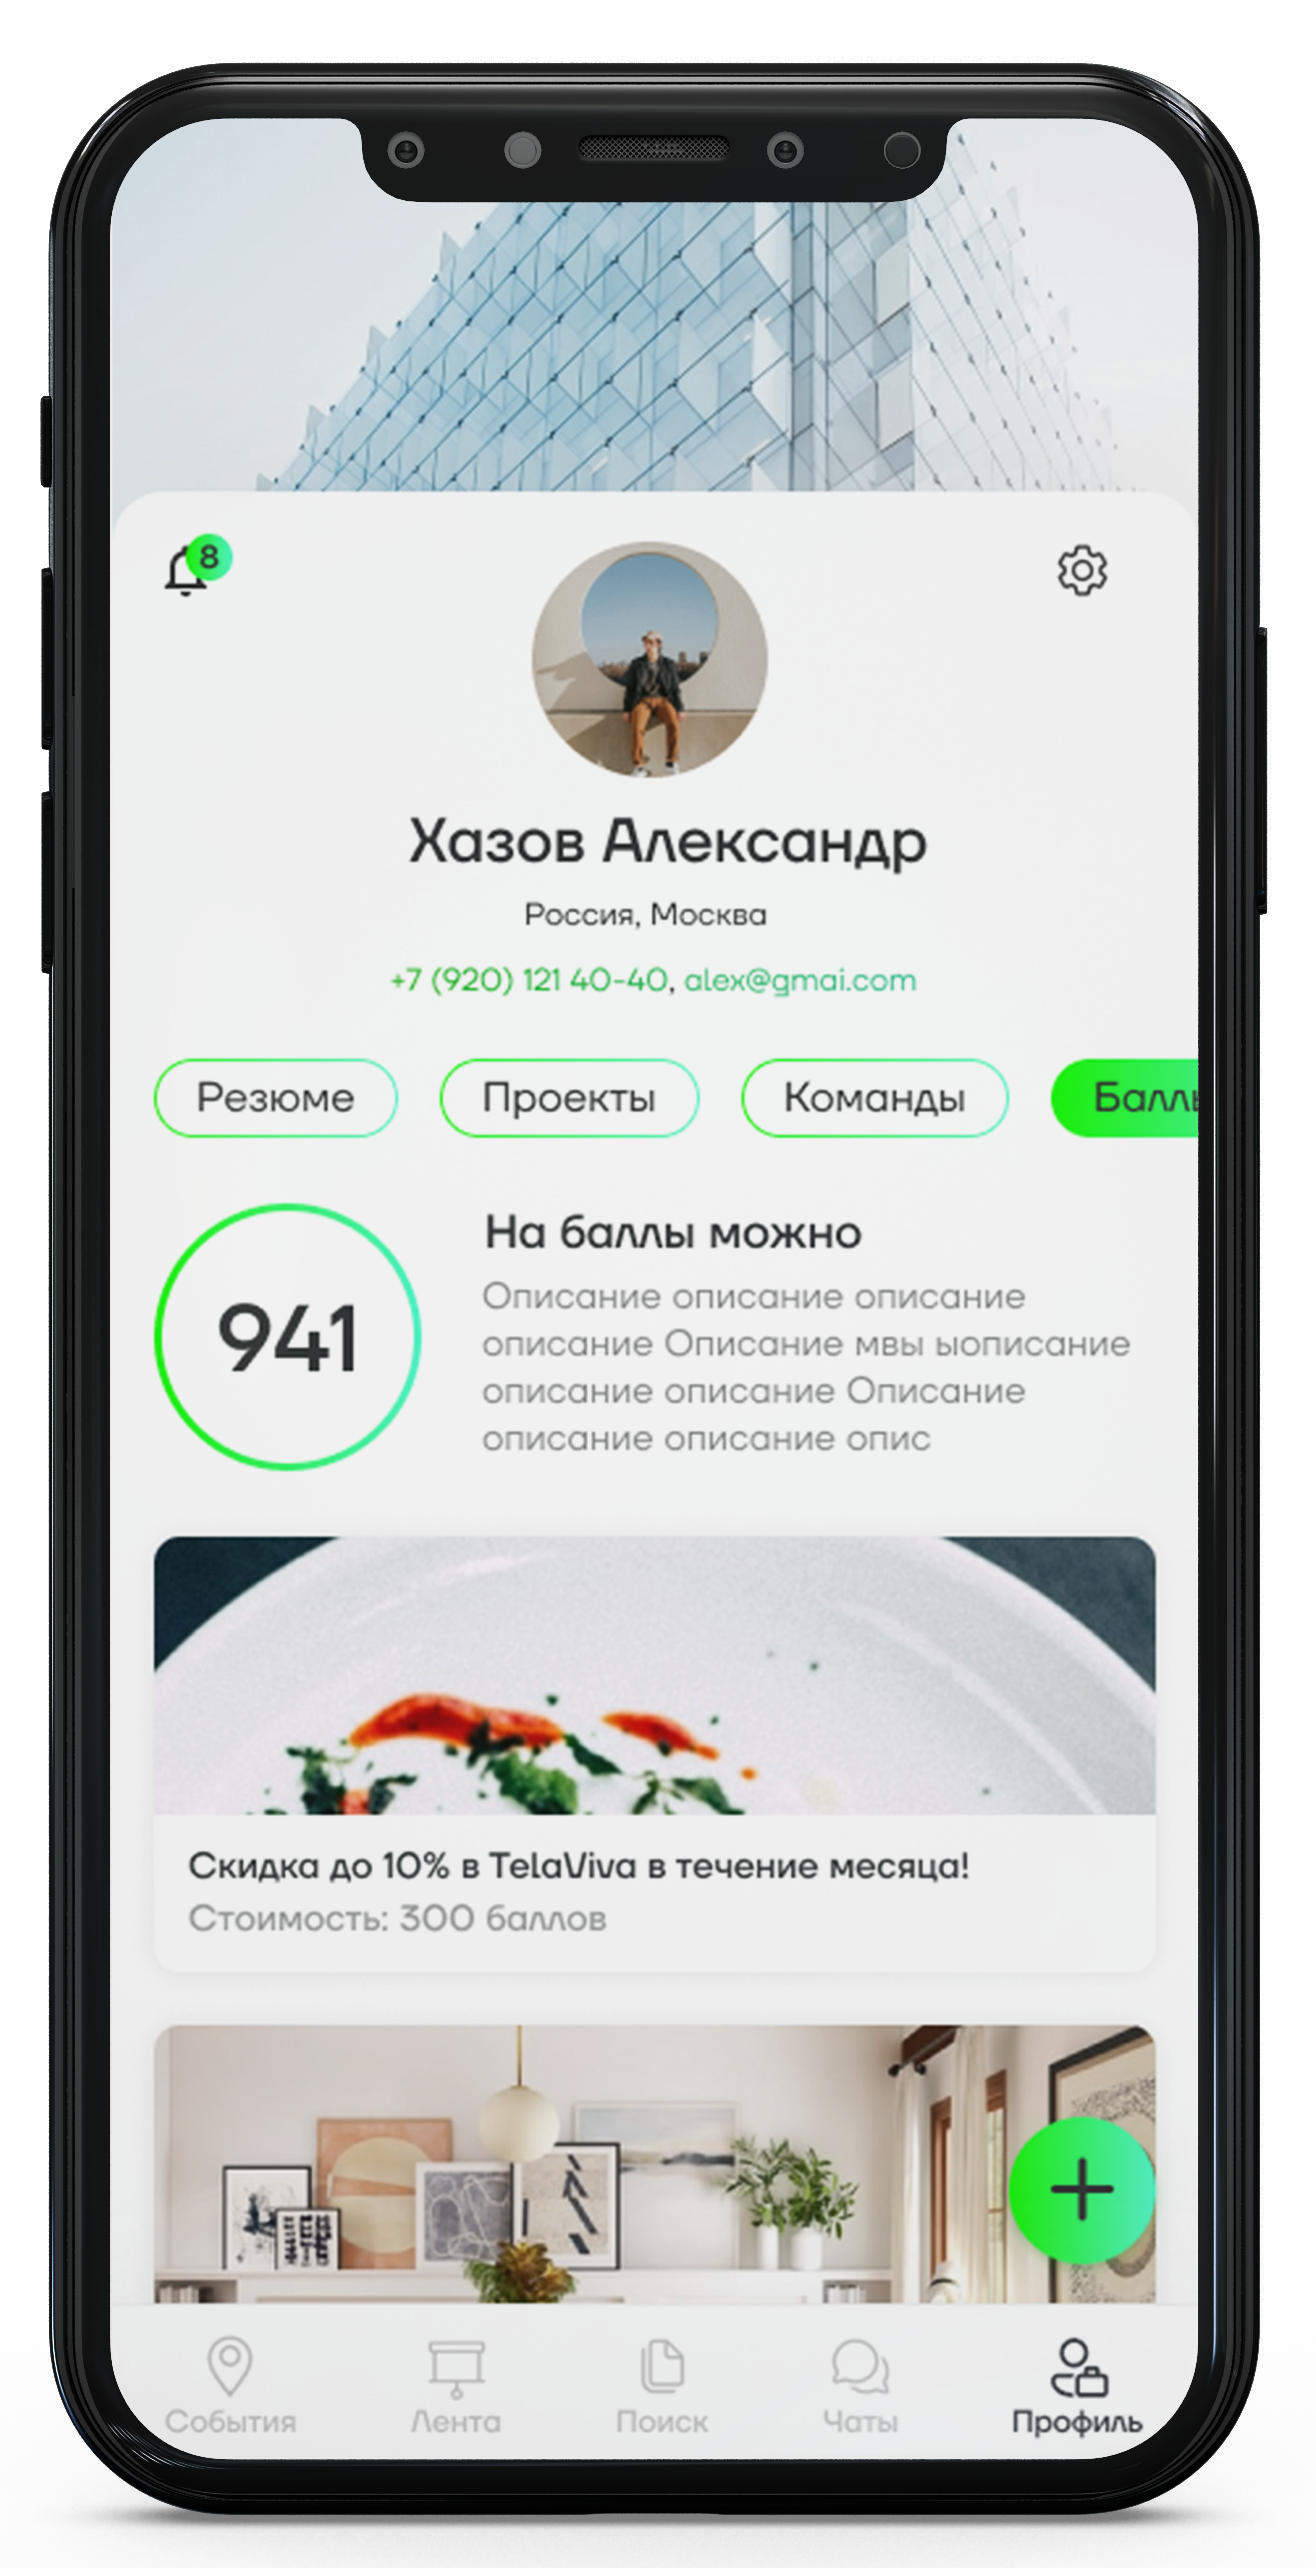 8
Хазов Александр
Россия, Москва
+7 (920) 121 40-40, alex@gmai.com
Резюме Проекты Команды Баллы
941
На баллы можно
Описание описание описание
описание Описание мвы ыописание
описание описание Описание
описание описание опис
Скидка до 10% в TelaViva в течение месяца!
Стоимость: 300 баллов
События Лента Поиск Чаты Профиль